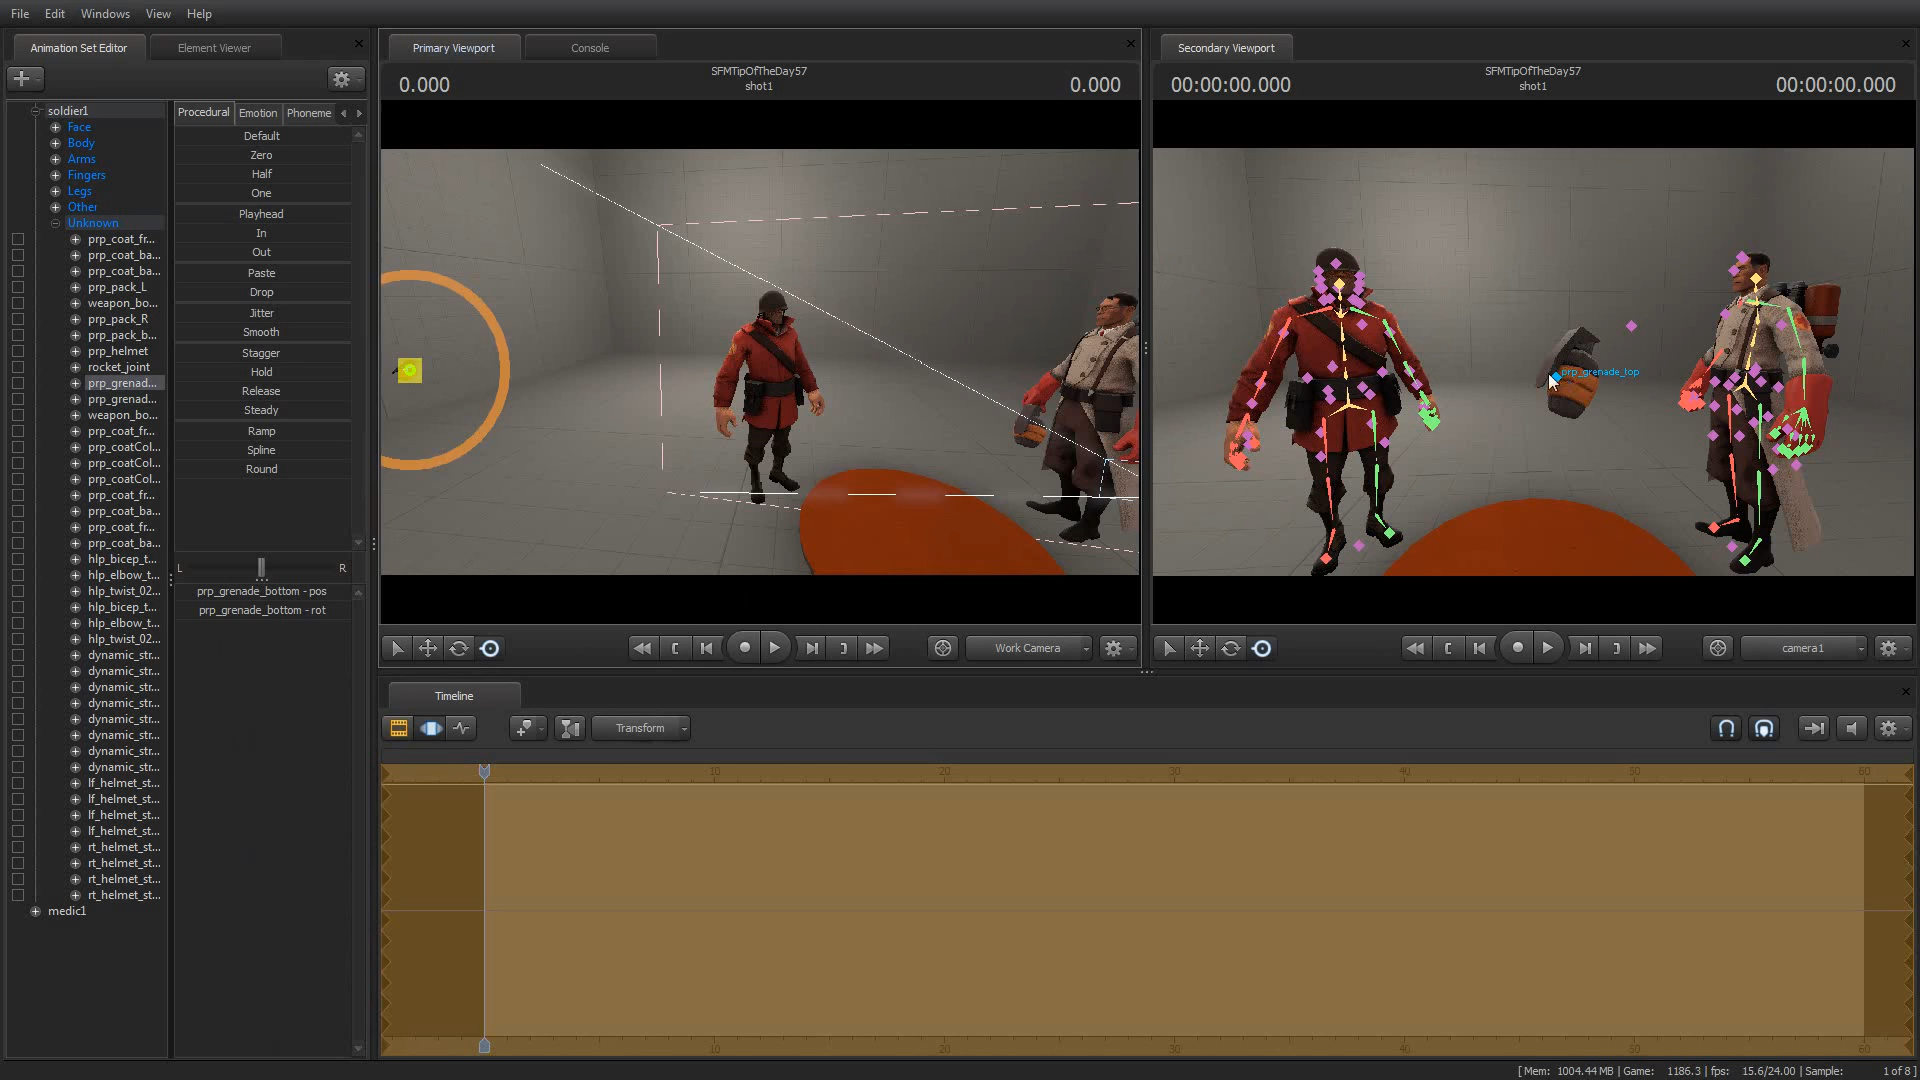 File Edit Windows View Help
Animation Set Editor
Element Viewer
soldier1
Face
Body
Arms
Fingers
Legs
Other
Unknown
prp_coat_fr...
prp_coat_ba...
prp_coat_ba...
prp_pack_L
weapon_bo...
prp_pack_R
prp_pack_b...
prp_helmet
rocket_joint
prp_grenad...
prp_grenad...
weapon_bo...
prp_coat_fr...
prp_coatCol...
prp_coatCol...
prp_coatCol...
prp_coat_fr...
prp_coat_ba...
prp_coat_fr...
prp_coat_ba...
hlp_bicep_t...
hlp_elbow_t...
hlp_twist_02...
hlp_bicep_t...
hlp_elbow_t...
hlp_twist_02...
dynamic_str...
dynamic_str...
dynamic_str...
dynamic_str...
dynamic_str...
dynamic_str...
dynamic_str...
dynamic_str...
lf_helmet_st...
lf_helmet_st...
lf_helmet_st...
lf_helmet_st...
rt_helmet_st...
rt_helmet_st...
rt_helmet_st...
rt_helmet_st...
medic1
Procedural Emotion Phoneme
Default
Zero
Half
One
Playhead
In
Out
Paste
Drop
Jitter
Smooth
Stagger
Hold
Release
Steady
Ramp
Spline
Round
L R
prp_grenade_bottom - pos
prp_grenade_bottom - rot
Primary Viewport
Console
0.000
SFMTipOfTheDay57
shot1
0.000
Work Camera
Secondary Viewport
00:00:00.000
SFMTipOfTheDay57
shot1
00:00:00.000
prp_grenade_top
camera1
Timeline
Transform
10 20 30 40 50 60
10 20 30 40 50 60
[ Mem: 1004.44 MB | Game: 1186.3 | fps: 15.6/24.00 | Sample: 1 of 8 ]